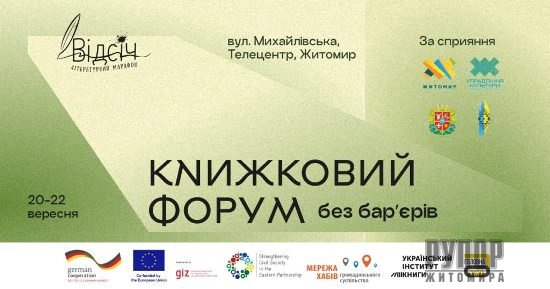 Відсіч
ЛІТЕРАТУРНИЙ МАРАФОН
вул. Михайлівська,
Телецентр, Житомир
За сприяння
ЖИТОМИР
УПРАВЛІННЯ
КУЛЬТУРИ
20–22
вересня
КНИЖКОВИЙ
ФОРУМ без бар'єрів
german
cooperation
Co-funded by
the European Union
giz
Strengthening
Civil Society
in the
Eastern Partnership
МЕРЕЖА
ХАБІВ
громадянського
суспільства
УКРАЇНСЬКИЙ
ІНСТИТУТ
КНИГИ
РУПОР
ЖИТОМИРА